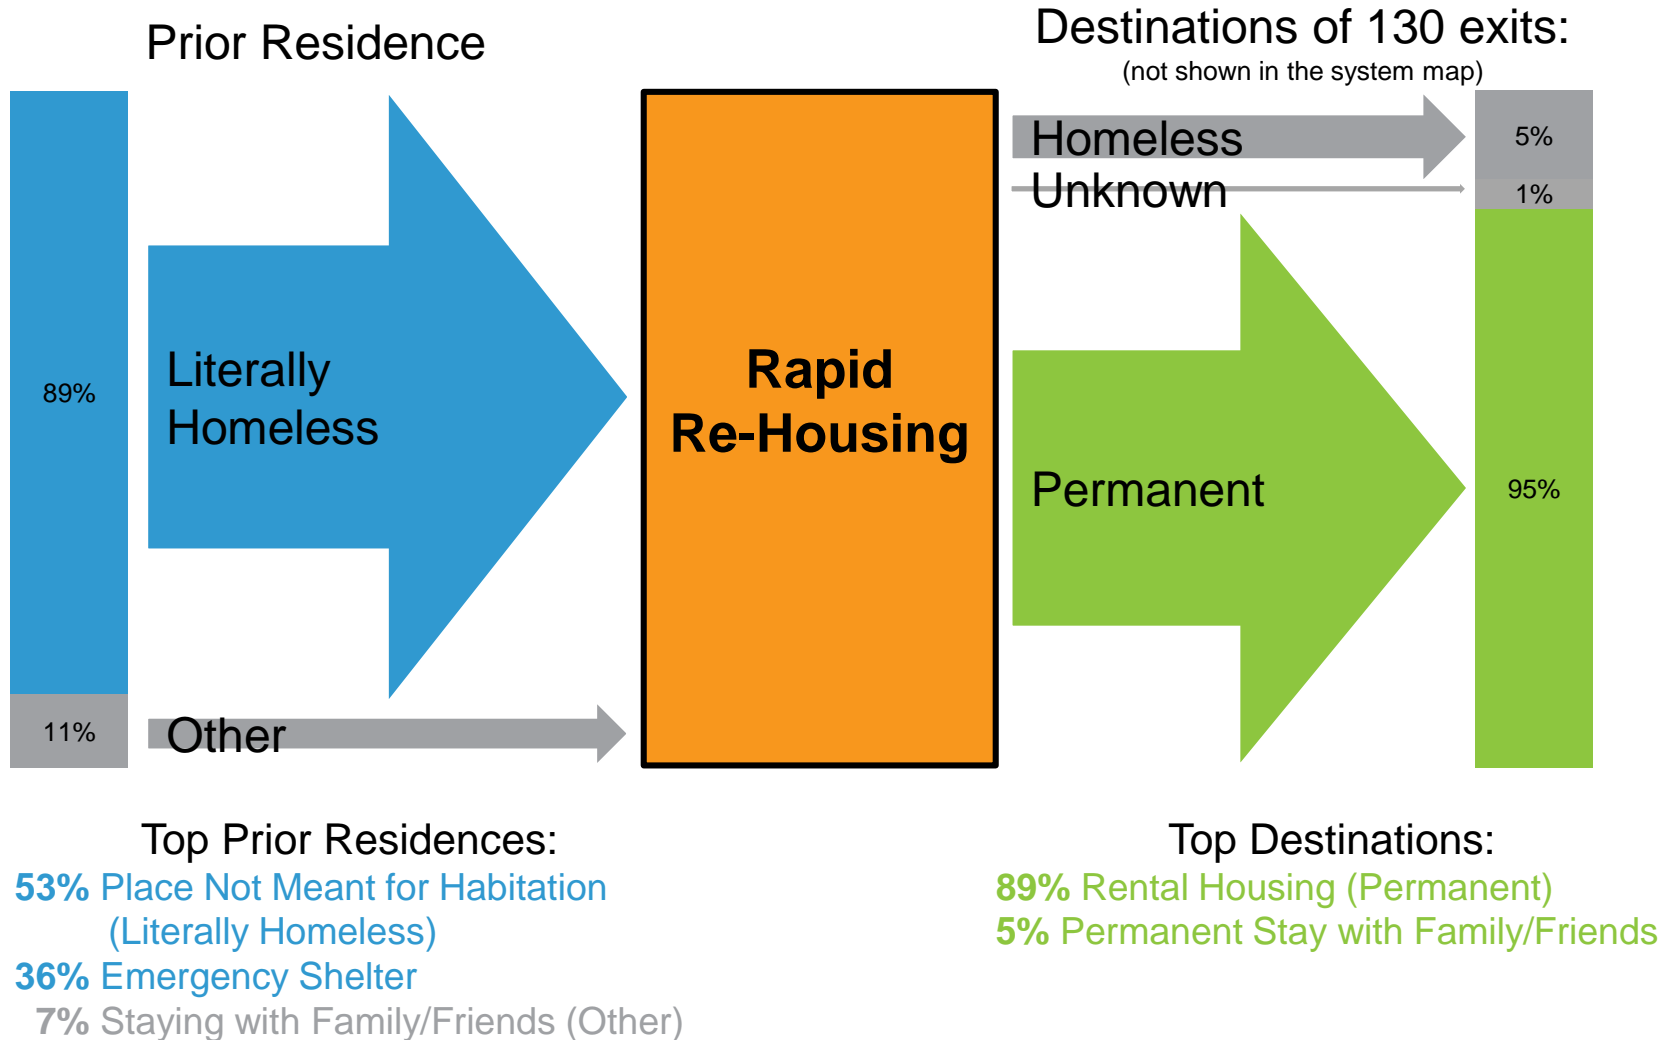 Prior Residence
Destinations of 130 exits:
(not shown in the system map)
89%
Literally
Homeless
11%
Other
Rapid
Re-Housing
Homeless
5%
Unknown
1%
Permanent
95%
Top Prior Residences:
53% Place Not Meant for Habitation
(Literally Homeless)
36% Emergency Shelter
7% Staying with Family/Friends (Other)
Top Destinations:
89% Rental Housing (Permanent)
5% Permanent Stay with Family/Friends